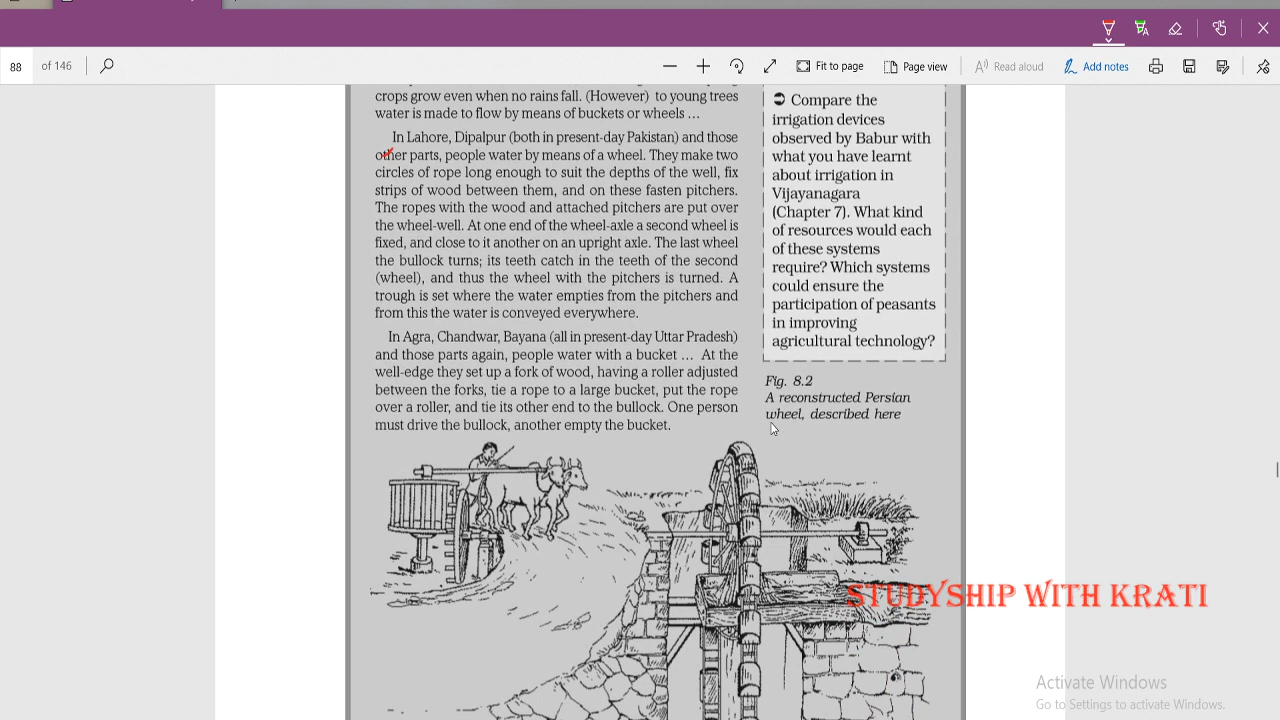 88 of 146
Fit to page
Page view
Read aloud
Add notes
crops grow even when no rains fall. (However) to young trees
water is made to flow by means of buckets or wheels ...
In Lahore, Dipalpur (both in present-day Pakistan) and those
other parts, people water by means of a wheel. They make two
circles of rope long enough to suit the depths of the well, fix
strips of wood between them, and on these fasten pitchers.
The ropes with the wood and attached pitchers are put over
the wheel-well. At one end of the wheel-axle a second wheel is
fixed, and close to it another on an upright axle. The last wheel
the bullock turns; its teeth catch in the teeth of the second
(wheel), and thus the wheel with the pitchers is turned. A
trough is set where the water empties from the pitchers and
from this the water is conveyed everywhere.
In Agra, Chandwar, Bayana (all in present-day Uttar Pradesh)
and those parts again, people water with a bucket ... At the
well-edge they set up a fork of wood, having a roller adjusted
between the forks, tie a rope to a large bucket, put the rope
over a roller, and tie its other end to the bullock. One person
must drive the bullock, another empty the bucket.
➲ Compare the
irrigation devices
observed by Babur with
what you have learnt
about irrigation in
Vijayanagara
(Chapter 7). What kind
of resources would each
of these systems
require? Which systems
could ensure the
participation of peasants
in improving
agricultural technology?
Fig. 8.2
A reconstructed Persian
wheel, described here
STUDYSHIP WITH KRATI
Activate Windows
Go to Settings to activate Windows.